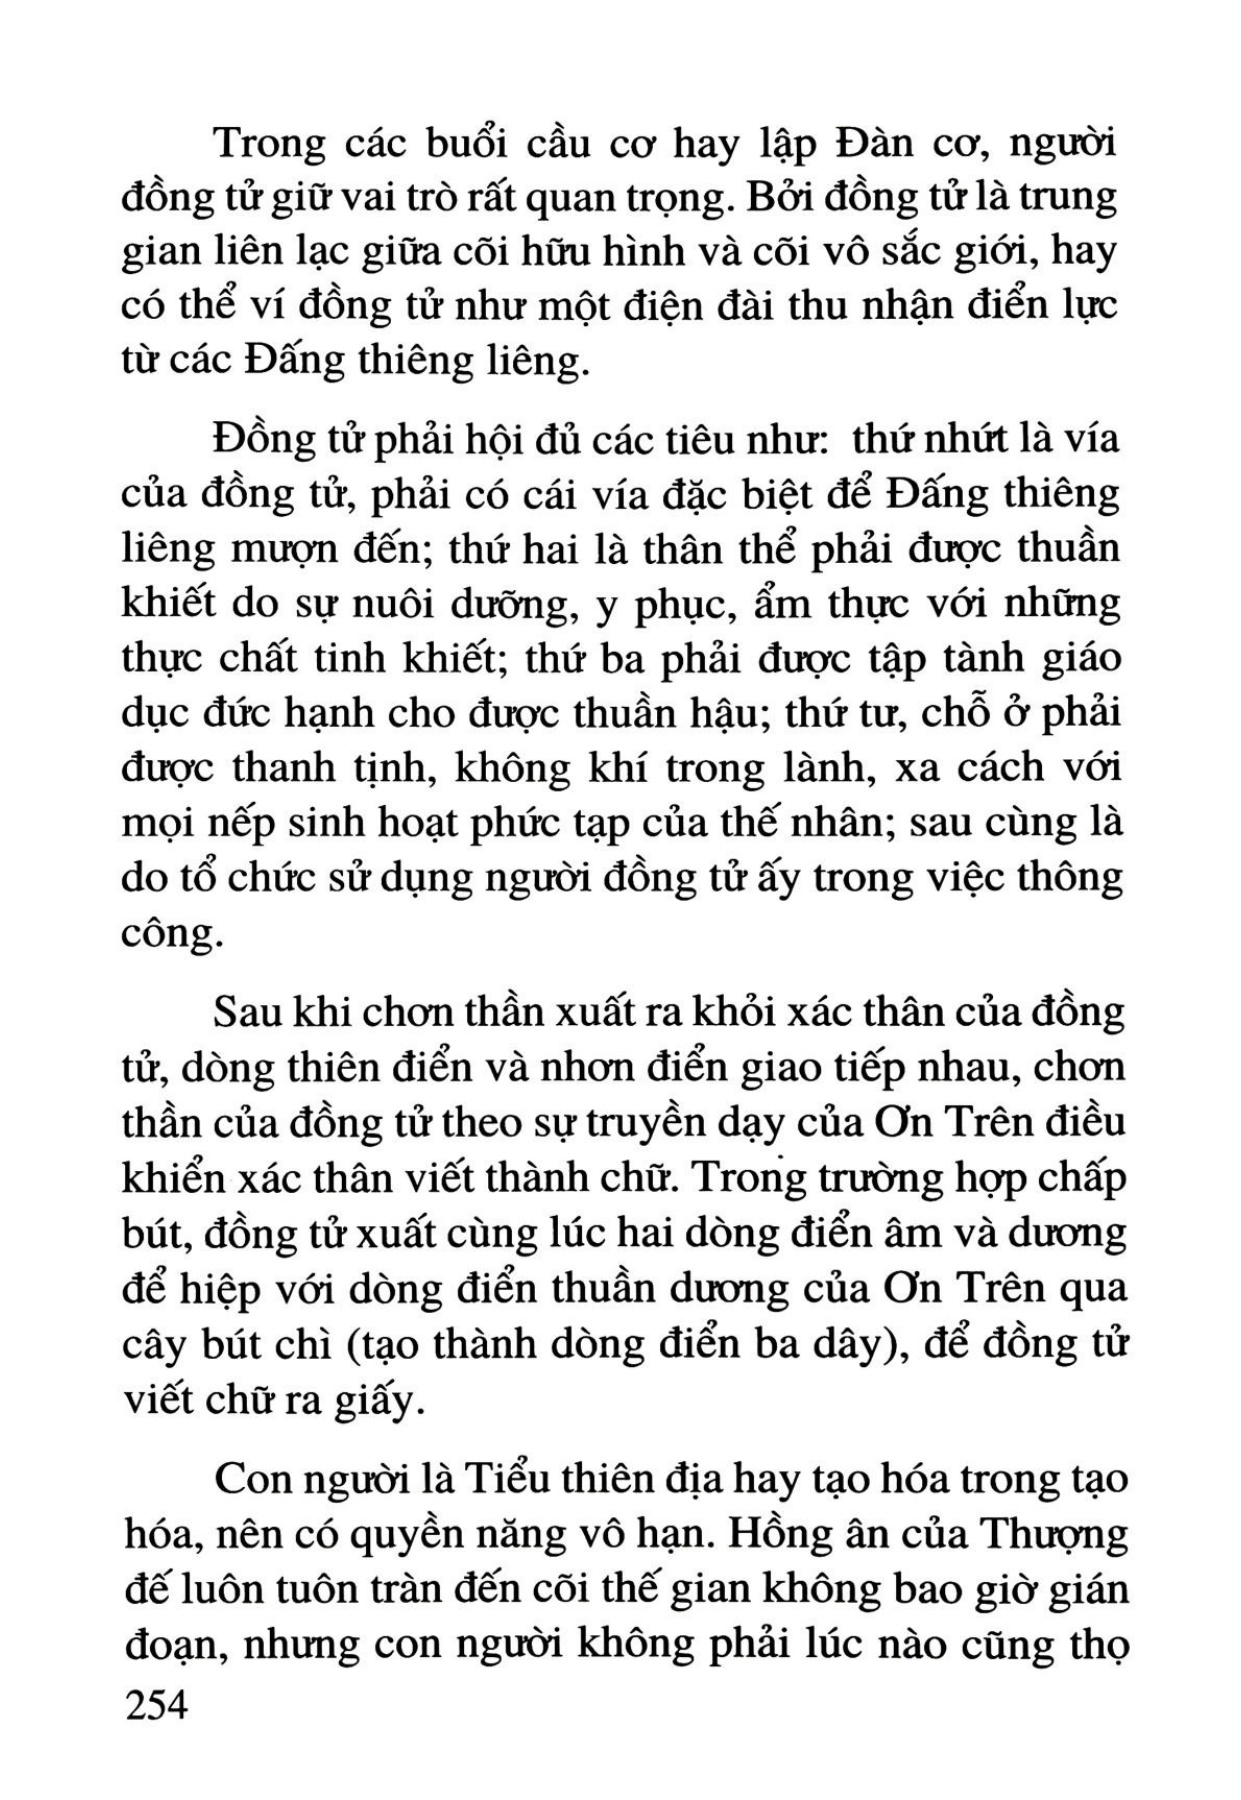 Trong các buổi cầu cơ hay lập Đàn cơ, người
đồng tử giữ vai trò rất quan trọng. Bởi đồng tử là trung
gian liên lạc giữa cõi hữu hình và cõi vô sắc giới, hay
có thể ví đồng tử như một điện đài thu nhận điển lực
từ các Đấng thiêng liêng.
Đồng tử phải hội đủ các tiêu như: thứ nhứt là vía
của đồng tử, phải có cái vía đặc biệt để Đấng thiêng
liêng mượn đến; thứ hai là thân thể phải được thuần
khiết do sự nuôi dưỡng, y phục, ẩm thực với những
thực chất tinh khiết; thứ ba phải được tập tành giáo
dục đức hạnh cho được thuần hậu; thứ tư, chỗ ở phải
được thanh tịnh, không khí trong lành, xa cách với
mọi nếp sinh hoạt phức tạp của thế nhân; sau cùng là
do tổ chức sử dụng người đồng tử ấy trong việc thông
công.
Sau khi chơn thần xuất ra khỏi xác thân của đồng
tử, dòng thiên điển và nhơn điển giao tiếp nhau, chơn
thần của đồng tử theo sự truyền dạy của Ơn Trên điều
khiển xác thân viết thành chữ. Trong trường hợp chấp
bút, đồng tử xuất cùng lúc hai dòng điển âm và dương
để hiệp với dòng điển thuần dương của Ơn Trên qua
cây bút chì (tạo thành dòng điển ba dây), để đồng tử
viết chữ ra giấy.
Con người là Tiểu thiên địa hay tạo hóa trong tạo
hóa, nên có quyền năng vô hạn. Hồng ân của Thượng
đế luôn tuôn tràn đến cõi thế gian không bao giờ gián
đoạn, nhưng con người không phải lúc nào cũng thọ
254